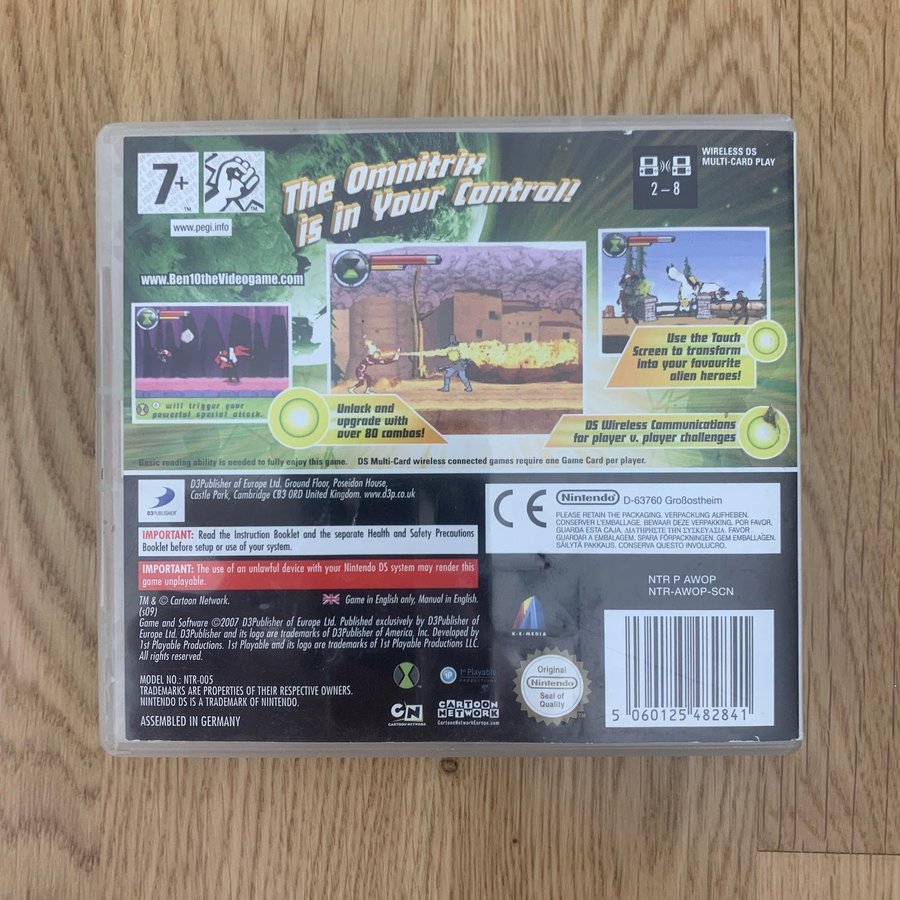 7+
www.pegi.info
The Omnitrix
is in Your Control!
2 – 8
WIRELESS DS
MULTI-CARD PLAY
www.Ben10theVideogame.com
will trigger your
powerful special attack.
Unlock and
upgrade with
over 80 combos!
Use the Touch
Screen to transform
into your favourite
alien heroes!
DS Wireless Communications
for player v. player challenges
Basic reading ability is needed to fully enjoy this game. DS Multi-Card wireless connected games require one Game Card per player.
D3PUBLISHER
D3Publisher of Europe Ltd. Ground Floor, Poseidon House,
Castle Park, Cambridge CB3 0RD United Kingdom. www.d3p.co.uk
IMPORTANT: Read the Instruction Booklet and the separate Health and Safety Precautions
Booklet before setup or use of your system.
IMPORTANT: The use of an unlawful device with your Nintendo DS system may render this
game unplayable.
TM & © Cartoon Network.
(s09)
Game in English only, Manual in English.
Game and Software ©2007 D3Publisher of Europe Ltd. Published exclusively by D3Publisher of
Europe Ltd. D3Publisher and its logo are trademarks of D3Publisher of America, Inc. Developed by
1st Playable Productions. 1st Playable and its logo are trademarks of 1st Playable Productions LLC.
All rights reserved.
MODEL NO.: NTR-005
TRADEMARKS ARE PROPERTIES OF THEIR RESPECTIVE OWNERS.
NINTENDO DS IS A TRADEMARK OF NINTENDO.
ASSEMBLED IN GERMANY
CN
CARTOON NETWORK
1st Playable
PRODUCTIONS
CARTOON
NETWORK
CartoonNetworkEurope.com
CE
Nintendo D-63760 Großostheim
PLEASE RETAIN THE PACKAGING. VERPACKUNG AUFHEBEN.
CONSERVER L'EMBALLAGE. BEWAAR DEZE VERPAKKING. POR FAVOR,
GUARDA ESTA CAJA. ΔΙΑΤΗΡΗΣΤΕ ΤΗΝ ΣΥΣΚΕΥΑΣΙΑ. FAVOR
GUARDAR A EMBALAGEM. SPARA FÖRPACKNINGEN. GEM EMBALLAGEN.
SÄILYTÄ PAKKAUS. CONSERVA QUESTO INVOLUCRO.
K-E-MEDIA
Original
Nintendo
Seal of
Quality
TM
NTR P AWOP
NTR-AWOP-SCN
5 060125 482841